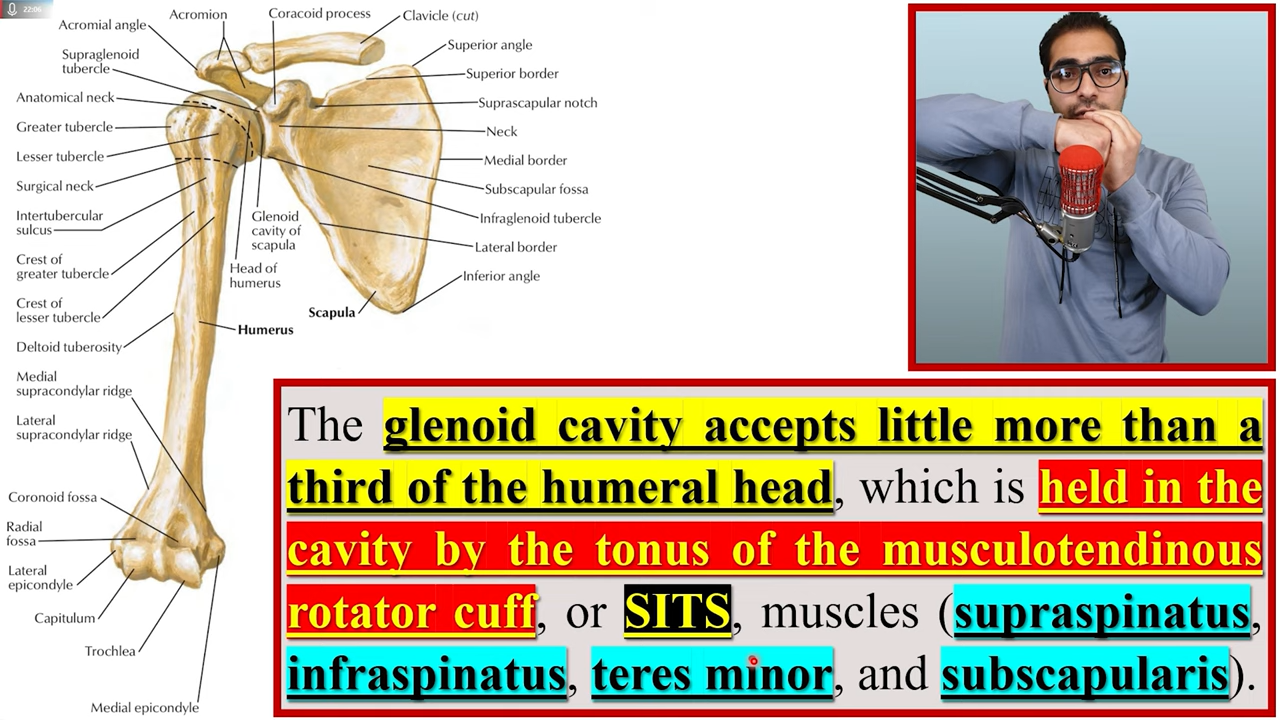 22:06
Acromion
Coracoid process
Clavicle (cut)
Acromial angle
Supraglenoid
tubercle
Anatomical neck
Greater tubercle
Lesser tubercle
Surgical neck
Intertubercular
sulcus
Crest of
greater tubercle
Crest of
lesser tubercle
Deltoid tuberosity
Medial
supracondylar ridge
Lateral
supracondylar ridge
Coronoid fossa
Radial
fossa
Lateral
epicondyle
Capitulum
Trochlea
Medial epicondyle
Superior angle
Superior border
Suprascapular notch
Neck
Medial border
Subscapular fossa
Infraglenoid tubercle
Lateral border
Inferior angle
Glenoid
cavity of
scapula
Head of
humerus
Scapula
Humerus
The glenoid cavity accepts little more than a
third of the humeral head, which is held in the
cavity by the tonus of the musculotendinous
rotator cuff, or SITS, muscles (supraspinatus,
infraspinatus, teres minor, and subscapularis).